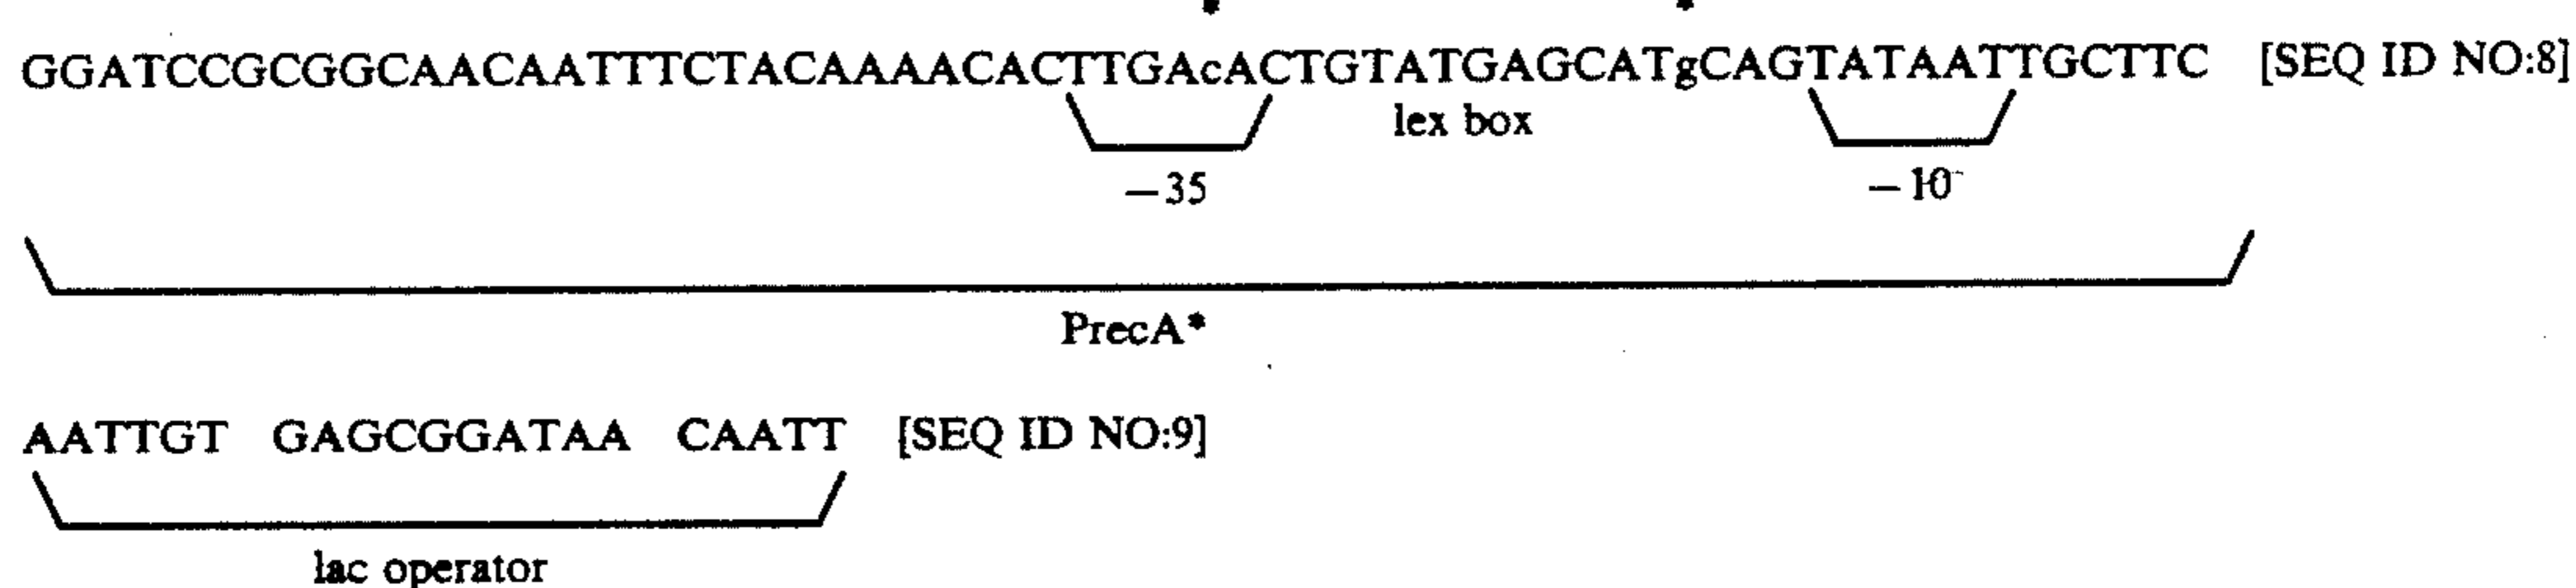 * *
GGATCCGCGGCAACAATTTCTACAAAACACTTGAcACTGTATGAGCATgCAGTATAATTGCTTC [SEQ ID NO:8]
lex box
—35 —10
PrecA*
AATTGT GAGCGGATAA CAATT [SEQ ID NO:9]
lac operator